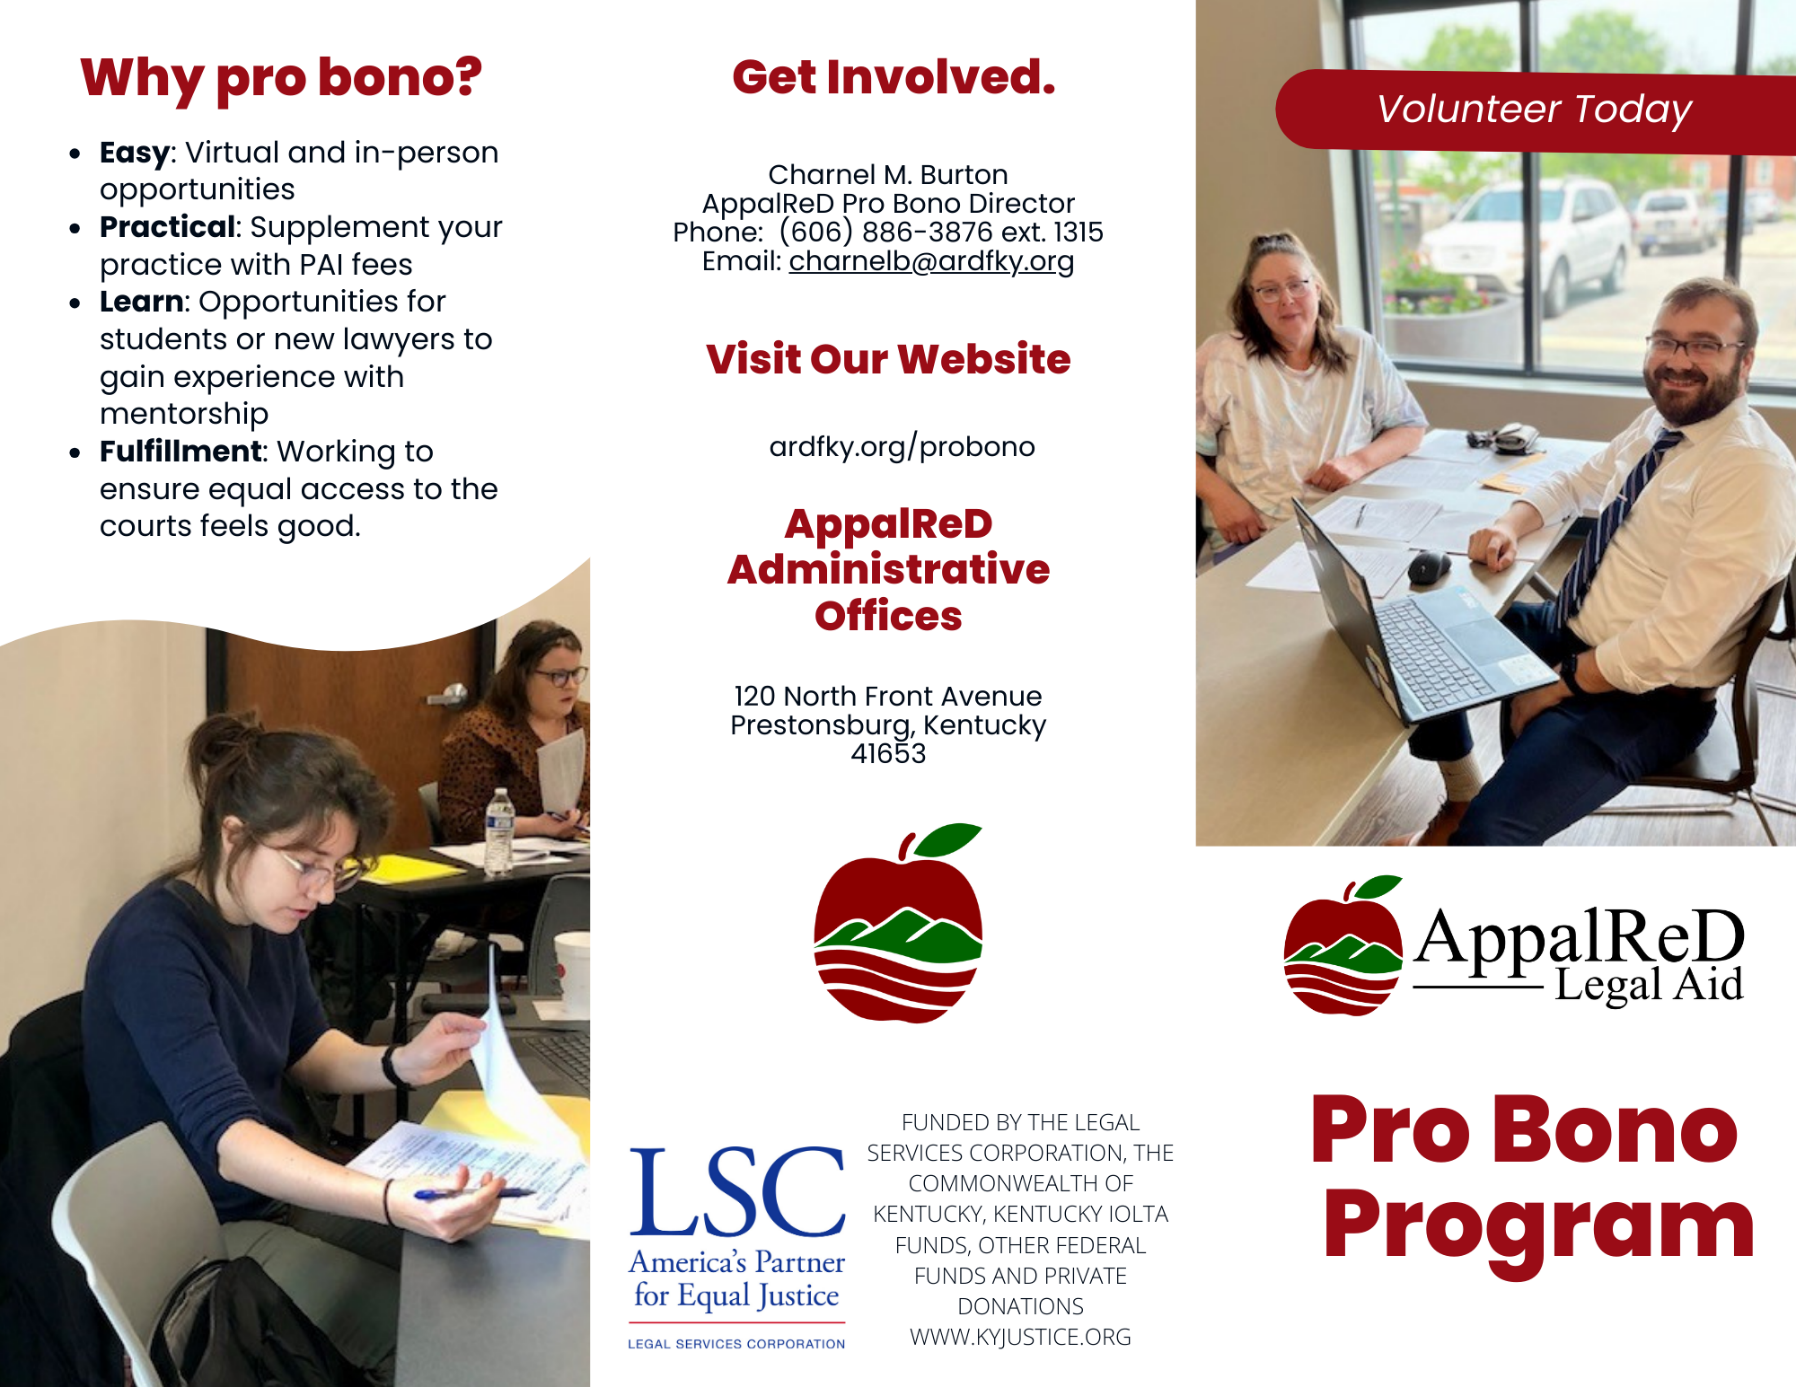 Why pro bono?
• Easy: Virtual and in-person
opportunities
• Practical: Supplement your
practice with PAI fees
• Learn: Opportunities for
students or new lawyers to
gain experience with
mentorship
• Fulfillment: Working to
ensure equal access to the
courts feels good.
Get Involved.
Charnel M. Burton
AppalReD Pro Bono Director
Phone: (606) 886-3876 ext. 1315
Email: charnelb@ardfky.org
Visit Our Website
ardfky.org/probono
AppalReD
Administrative
Offices
120 North Front Avenue
Prestonsburg, Kentucky
41653
LSC
America's Partner
for Equal Justice
LEGAL SERVICES CORPORATION
FUNDED BY THE LEGAL
SERVICES CORPORATION, THE
COMMONWEALTH OF
KENTUCKY, KENTUCKY IOLTA
FUNDS, OTHER FEDERAL
FUNDS AND PRIVATE
DONATIONS
WWW.KYJUSTICE.ORG
Volunteer Today
AppalReD
Legal Aid
Pro Bono
Program